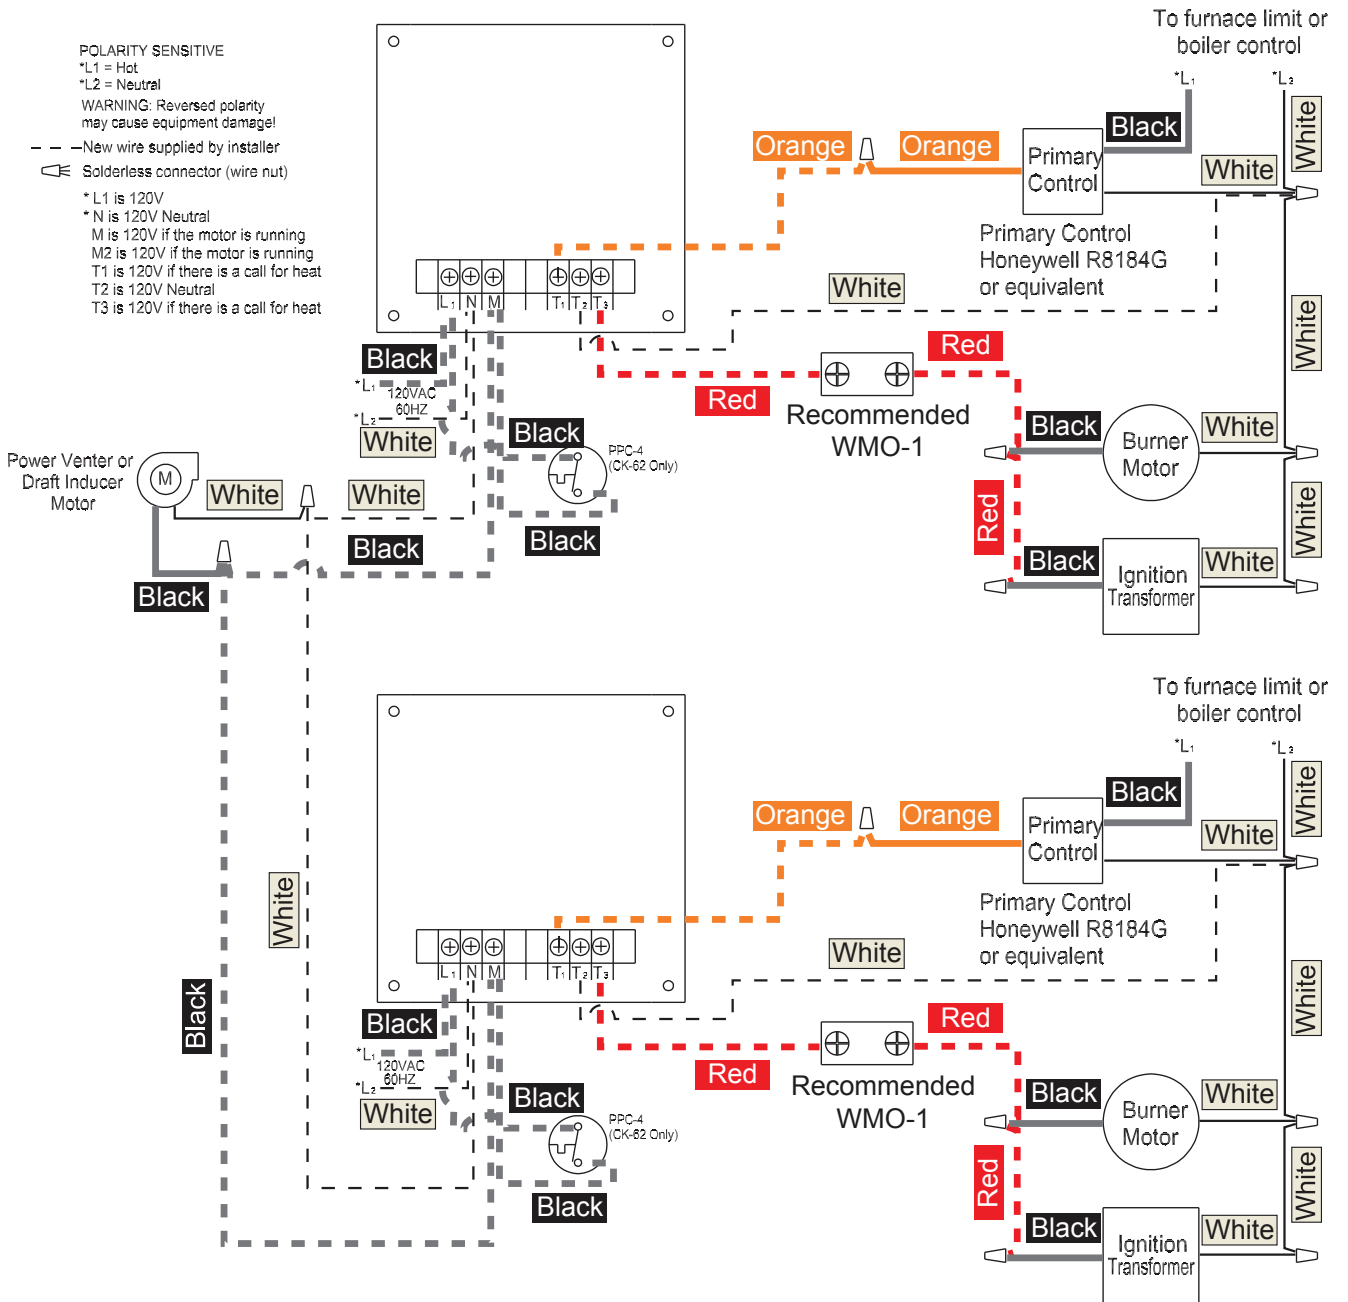 POLARITY SENSITIVE
*L1 = Hot
*L2 = Neutral
WARNING: Reversed polarity
may cause equipment damage!
New wire supplied by installer
Solderless connector (wire nut)
* L1 is 120V
* N is 120V Neutral
M is 120V if the motor is running
M2 is 120V if the motor is running
T1 is 120V if there is a call for heat
T2 is 120V Neutral
T3 is 120V if there is a call for heat
To furnace limit or
boiler control
*L1
*L2
Black
White
White
Orange
Orange
Primary
Control
Primary Control
Honeywell R8184G
or equivalent
L1 N M T1 T2 T3
White
White
Black
*L1
120VAC
60HZ
*L2
White
Red
Red
Recommended
WMO-1
Black
PPC-4
(CK-62 Only)
Black
Black
Burner
Motor
White
Power Venter or
Draft Inducer
Motor
M
White
White
Black
Black
Red
White
Black
Ignition
Transformer
White
To furnace limit or
boiler control
*L1
*L2
Black
White
White
Orange
Orange
Primary
Control
Primary Control
Honeywell R8184G
or equivalent
White
Black
L1 N M T1 T2 T3
White
White
Black
*L1
120VAC
60HZ
*L2
White
Red
Red
Recommended
WMO-1
Black
PPC-4
(CK-62 Only)
Black
Black
Burner
Motor
White
Red
White
Black
Ignition
Transformer
White